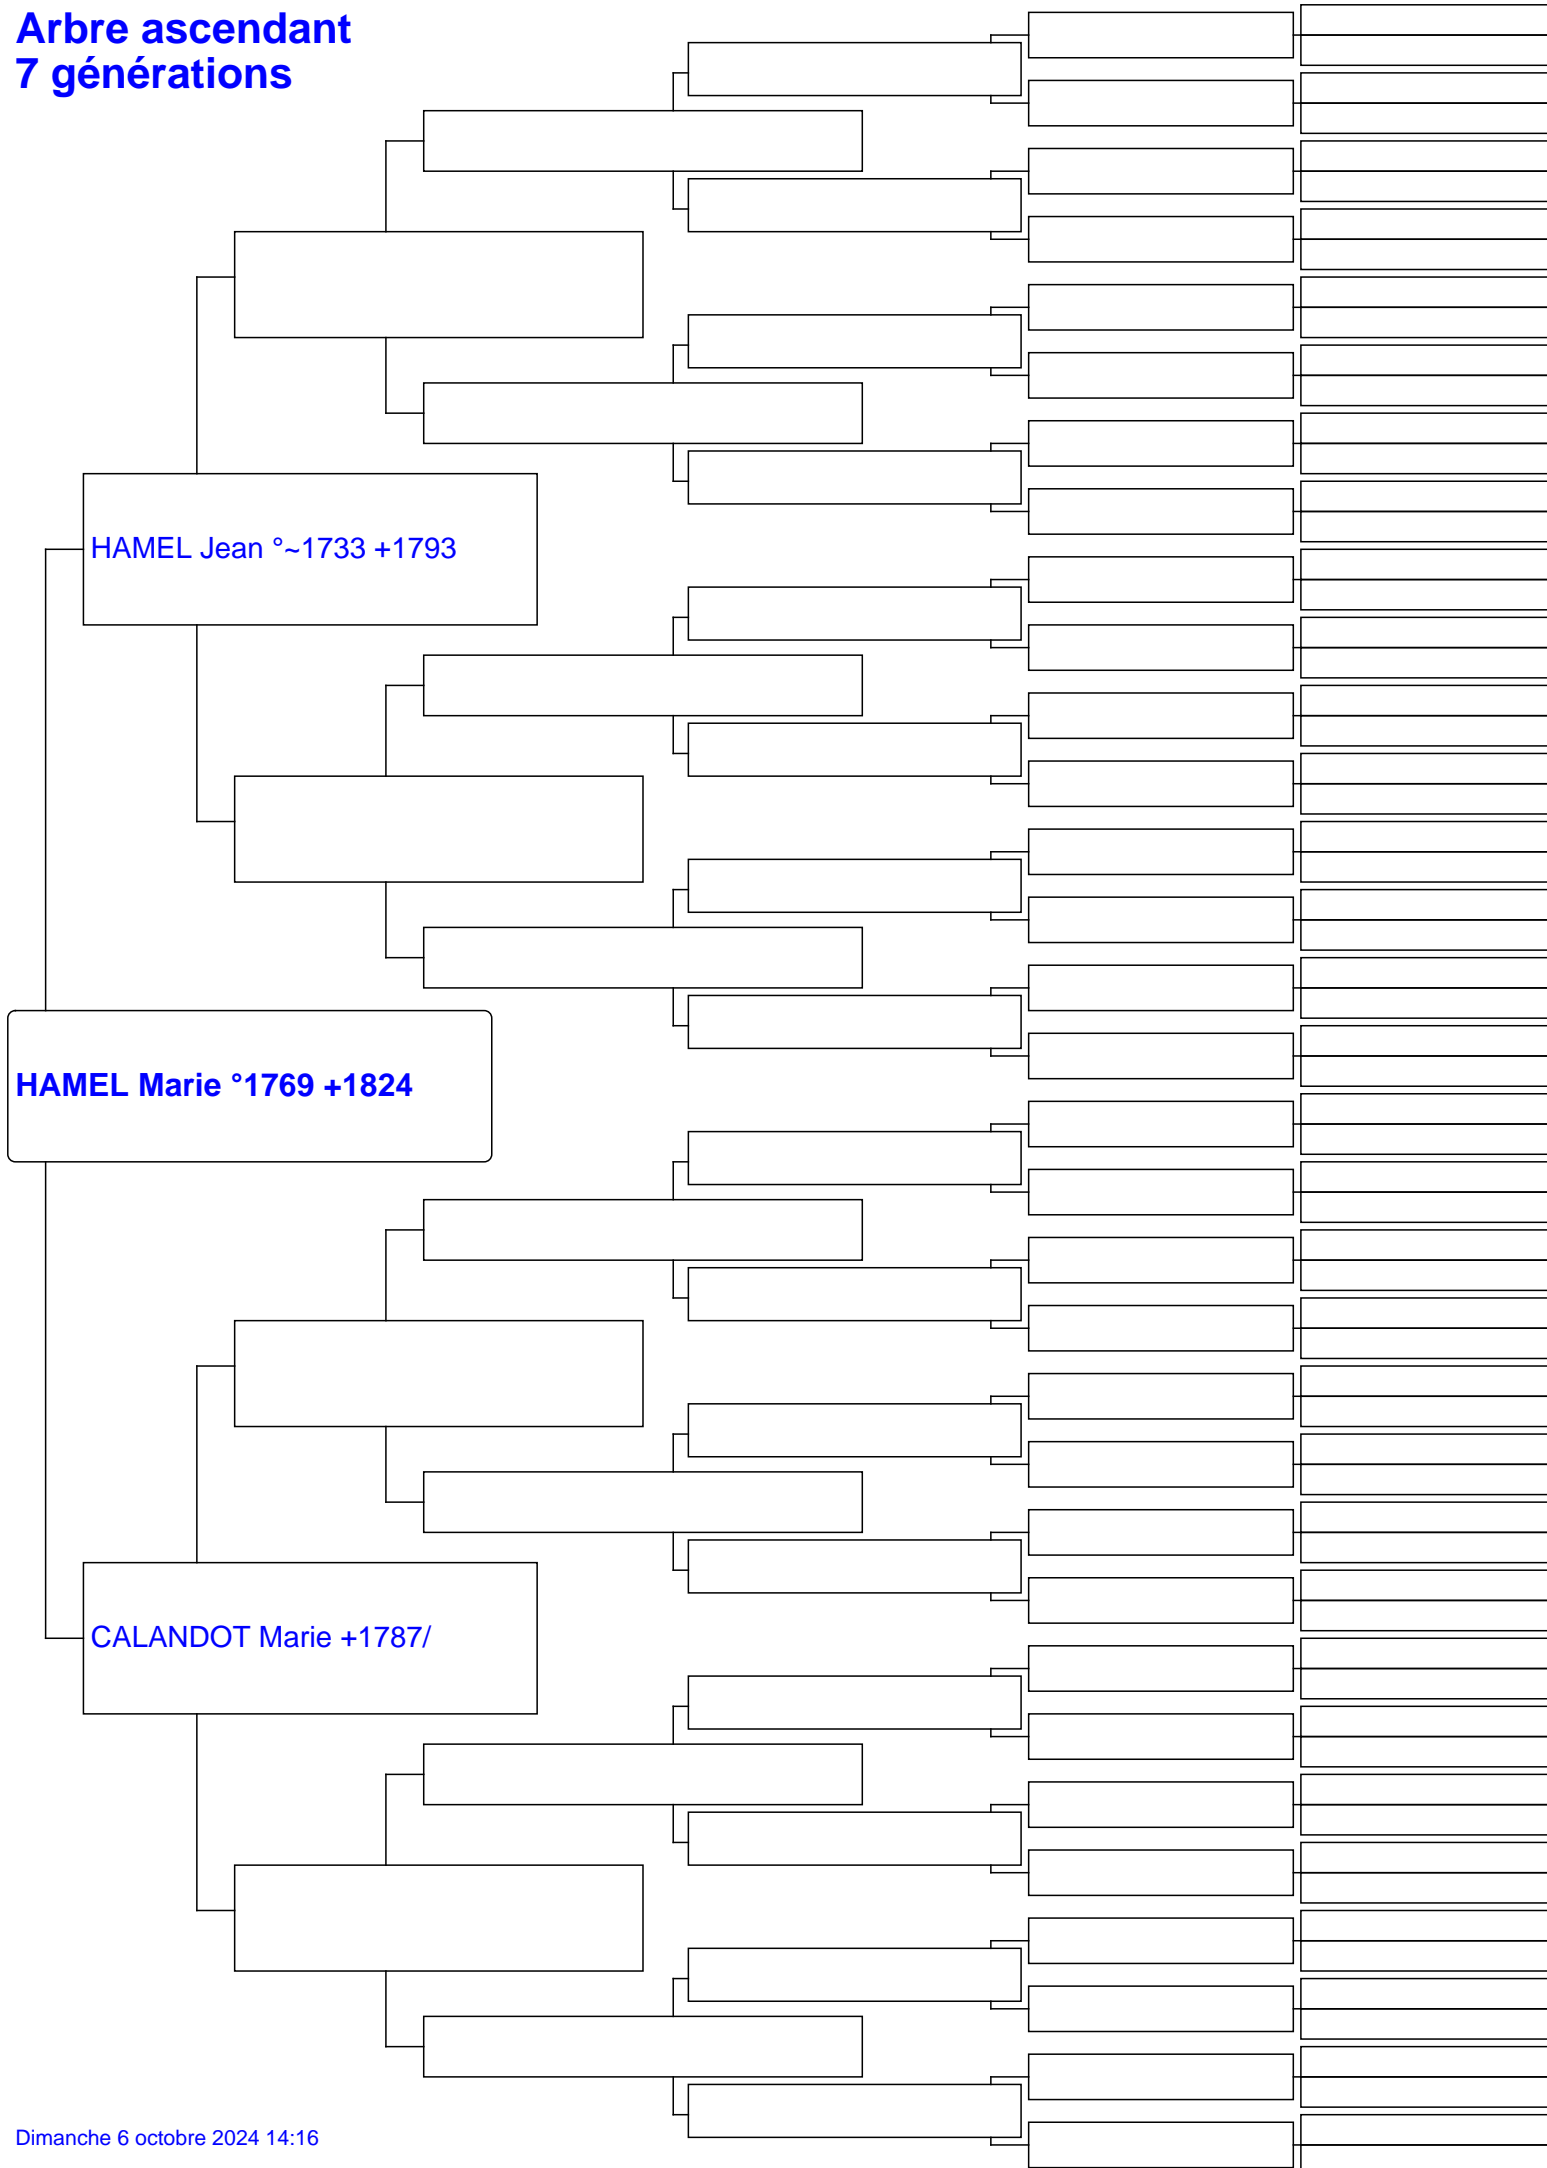 Arbre ascendant
7 générations
HAMEL Jean °~1733 +1793
HAMEL Marie °1769 +1824
CALANDOT Marie +1787/
Dimanche 6 octobre 2024 14:16